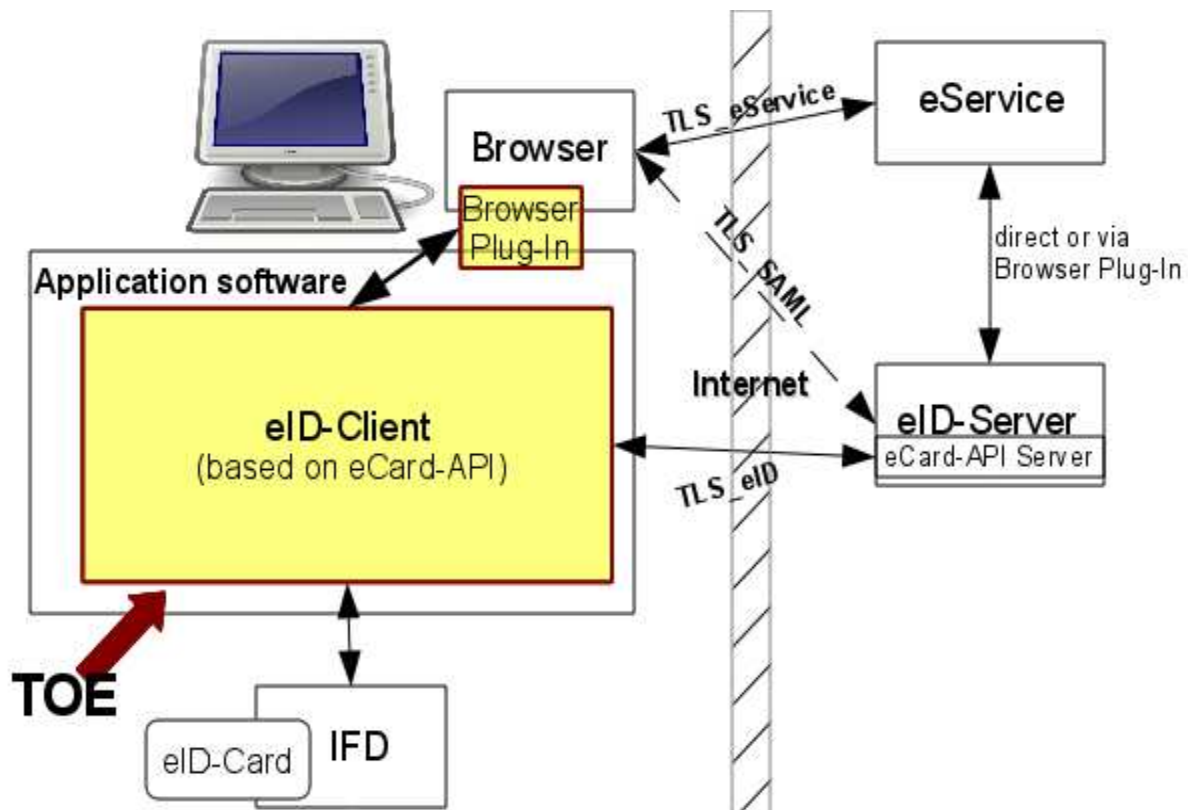 TLS_eService
eService
Browser
Browser
Plug-In
TLS_SAML
direct or via
Browser Plug-In
Application software
Internet
eID-Client
(based on eCard-API)
eID-Server
eCard-API Server
TLS_eID
TOE
IFD
eID-Card